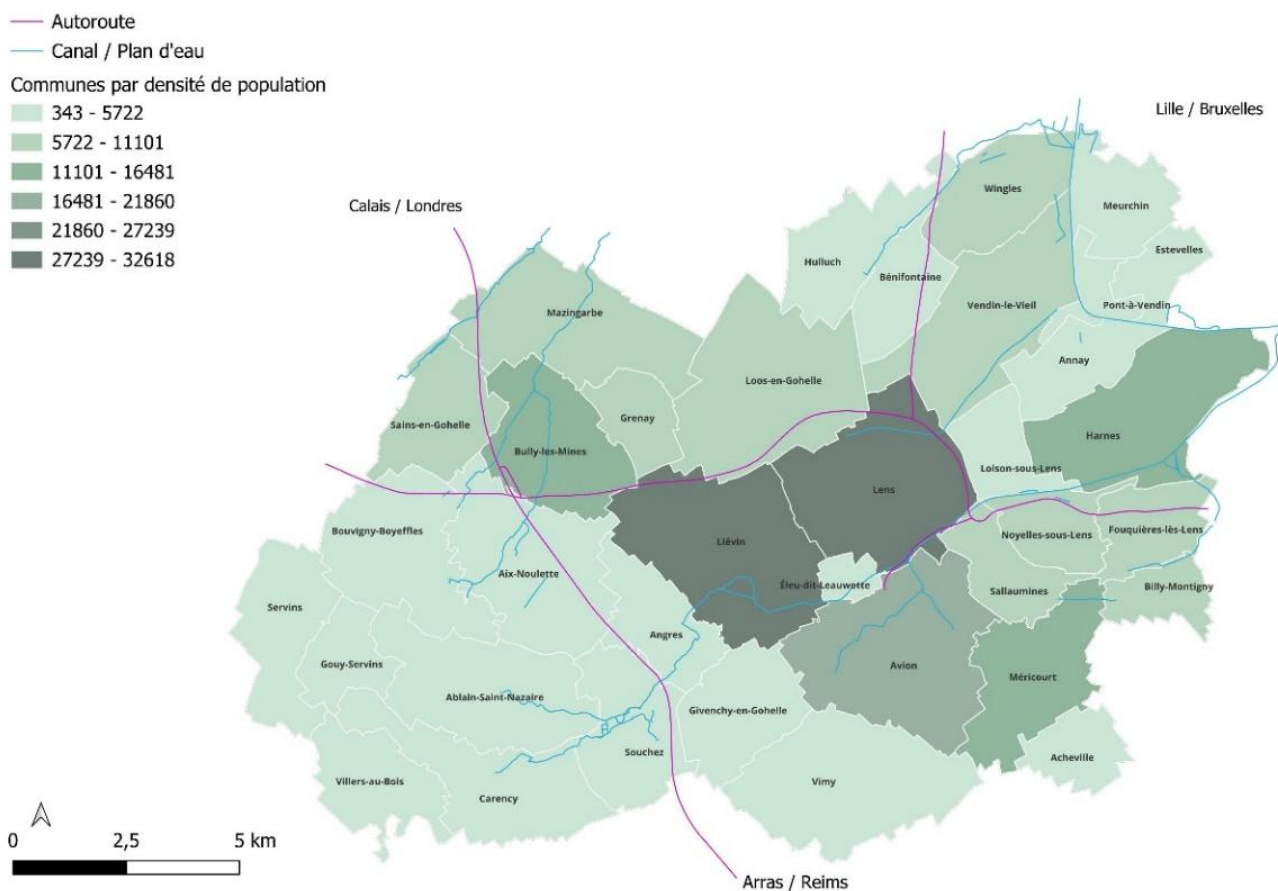 Autoroute
Canal / Plan d'eau
Communes par densité de population
343 - 5722
5722 - 11101
11101 - 16481
16481 - 21860
21860 - 27239
27239 - 32618
Lille / Bruxelles
Calais / Londres
Wingles
Meurchin
Estevelles
Hulluch
Bénifontaine
Vendin-le-Vieil
Pont-à-Vendin
Mazingarbe
Annay
Loos-en-Gohelle
Grenay
Sains-en-Gohelle
Harnes
Bully-les-Mines
Loison-sous-Lens
Lens
Bouvigny-Boyeffles
Liévin
Noyelles-sous-Lens
Fouquières-lès-Lens
Aix-Noulette
Éleu-dit-Leauwette
Sallaumines
Billy-Montigny
Servins
Angres
Gouy-Servins
Avion
Méricourt
Ablain-Saint-Nazaire
Givenchy-en-Gohelle
Souchez
Acheville
Villers-au-Bois
Vimy
Carency
0 2,5 5 km
Arras / Reims